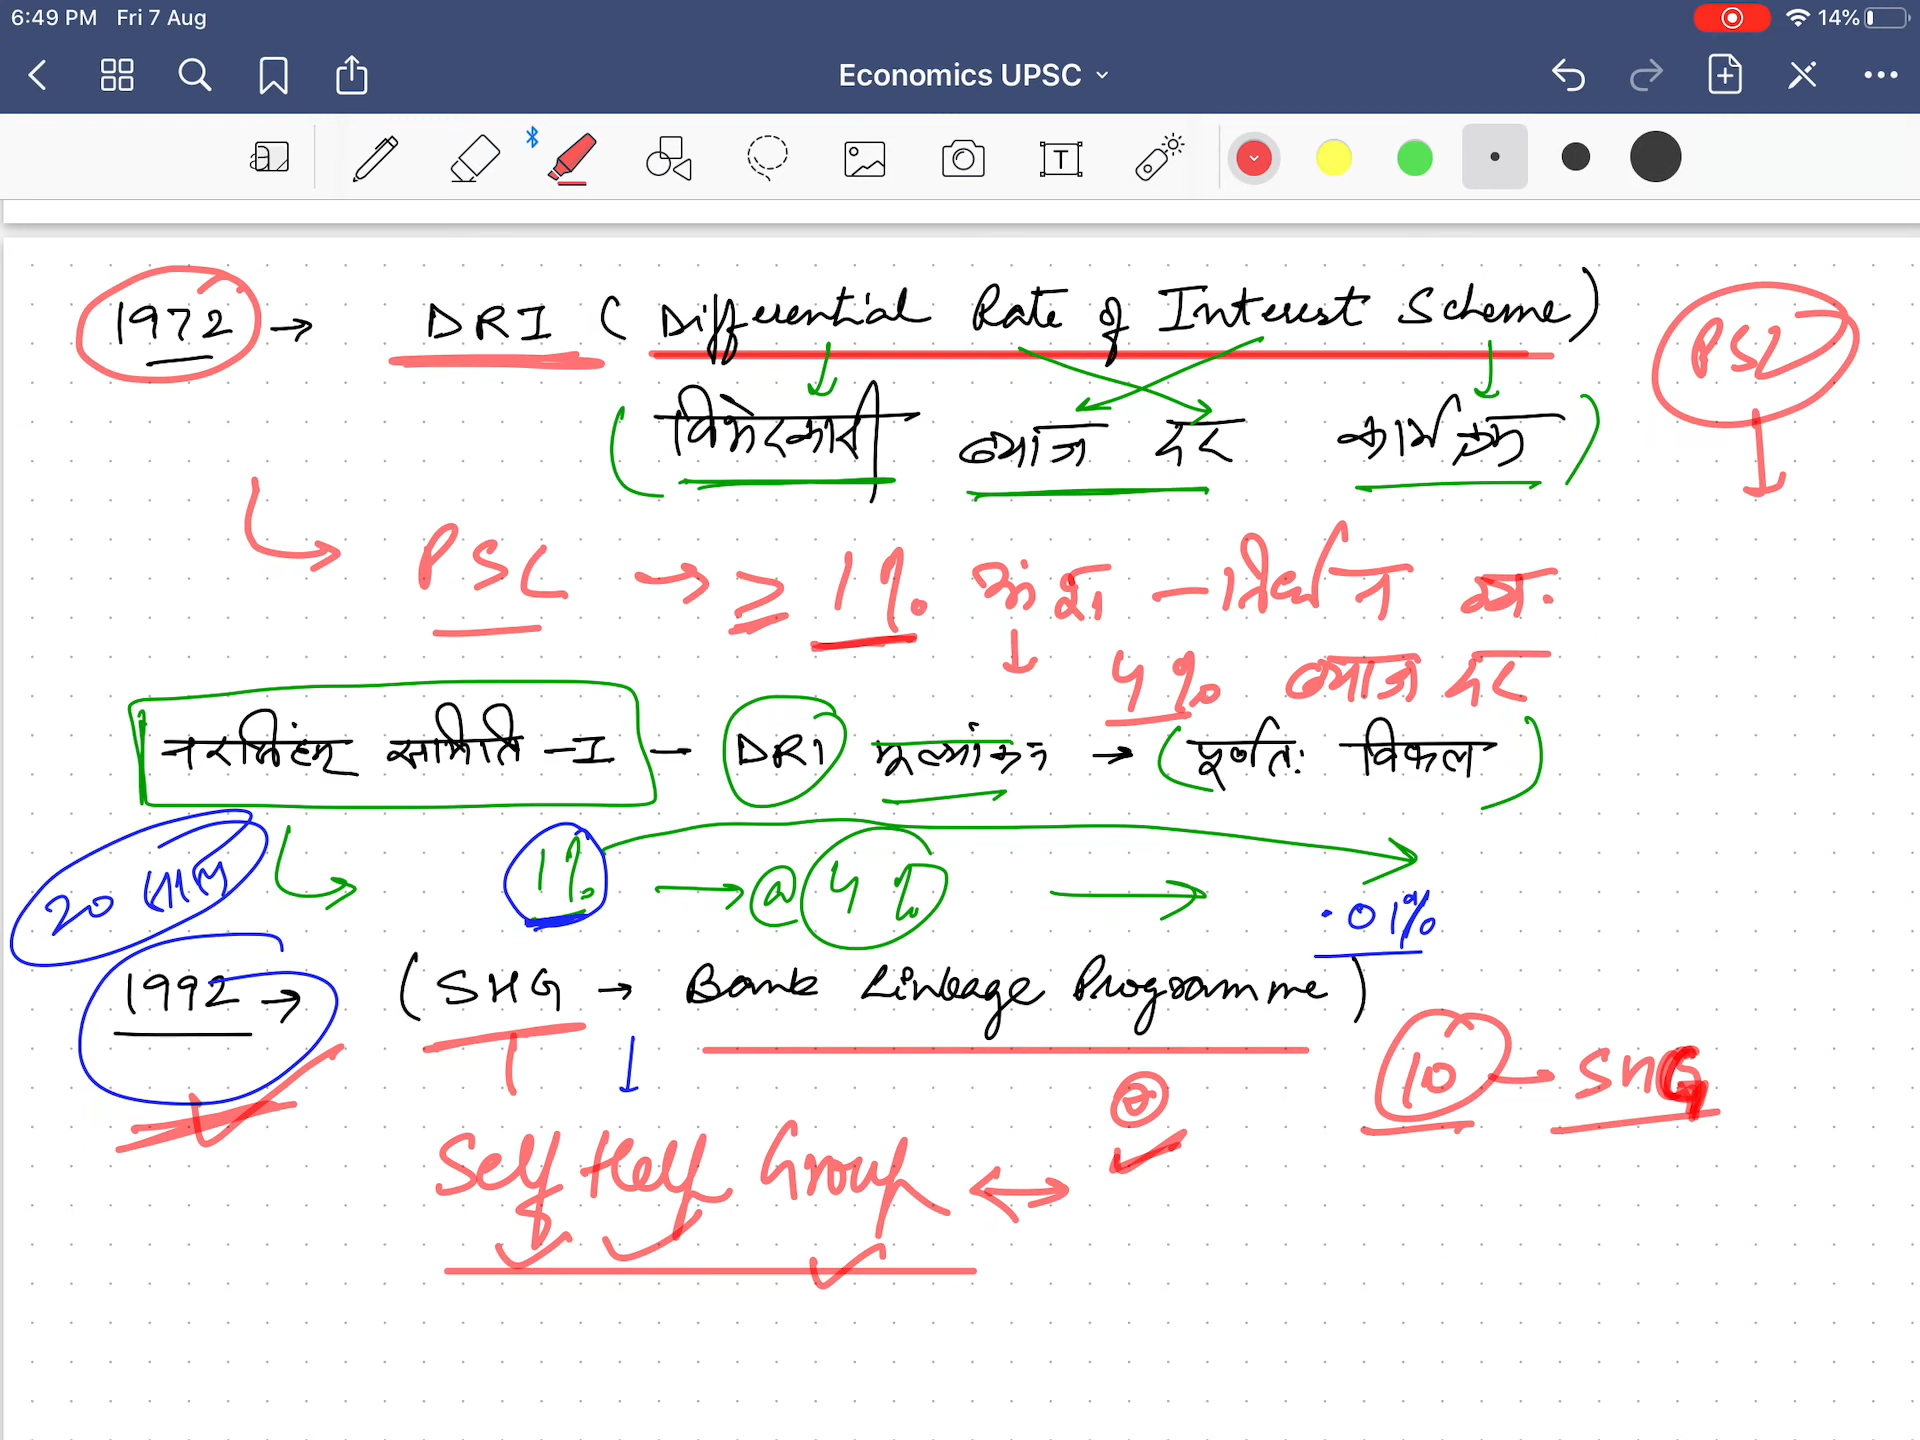 6:49 PM Fri 7 Aug
14%
Economics UPSC
1972 → DRI ( Differential Rate of Interest Scheme )
PSL
( विभेदकारी ब्याज दर कार्यक्रम )
PSL → ≥ 1% अंश – निर्धन व्य.
4% ब्याज दर
नरसिंहम् समिति – I – DRI मूल्यांकन → ( पूर्णतः विफल )
20 साल
1% → @ 4% →
.01%
1992 → ( SHG → Bank Linkage Programme )
10 – SHG
Self Help Group ↔